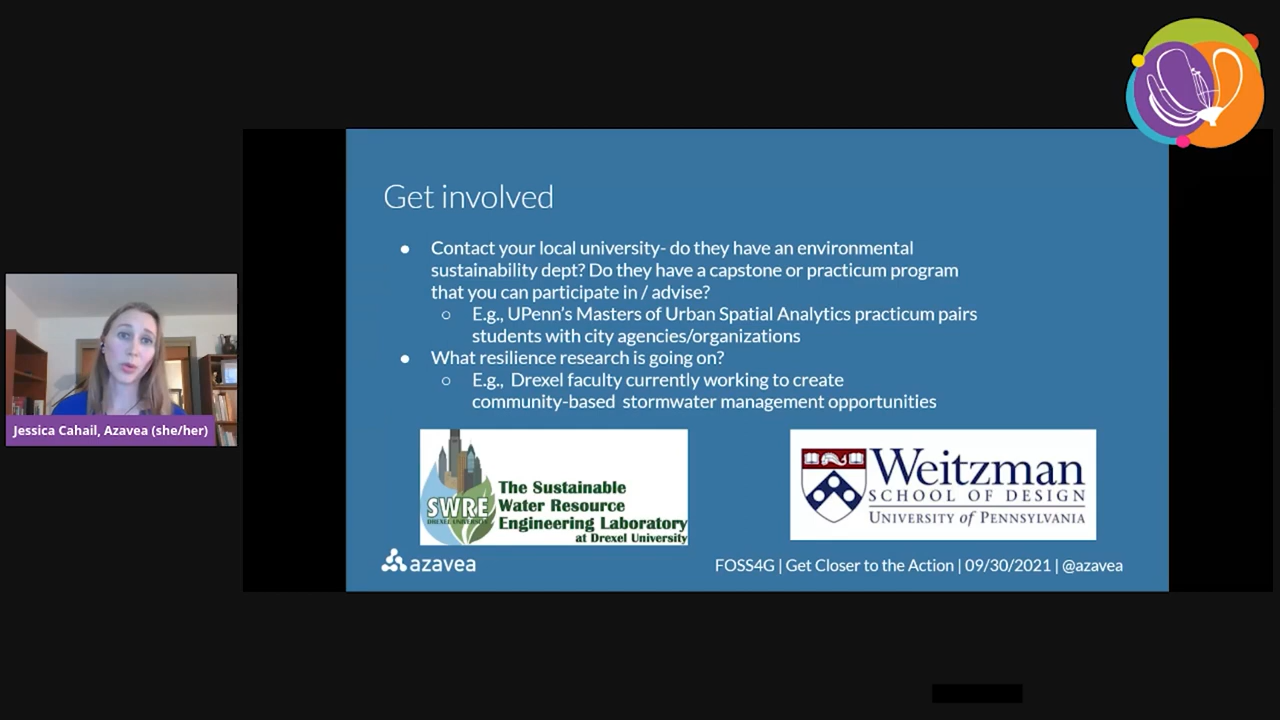 Get involved
● Contact your local university- do they have an environmental
sustainability dept? Do they have a capstone or practicum program
that you can participate in / advise?
○ E.g., UPenn's Masters of Urban Spatial Analytics practicum pairs
students with city agencies/organizations
● What resilience research is going on?
○ E.g., Drexel faculty currently working to create
community-based stormwater management opportunities
Jessica Cahail, Azavea (she/her)
SWRE
DREXEL UNIVERSITY
The Sustainable
Water Resource
Engineering Laboratory
at Drexel University
Weitzman
SCHOOL OF DESIGN
UNIVERSITY of PENNSYLVANIA
azavea
FOSS4G | Get Closer to the Action | 09/30/2021 | @azavea